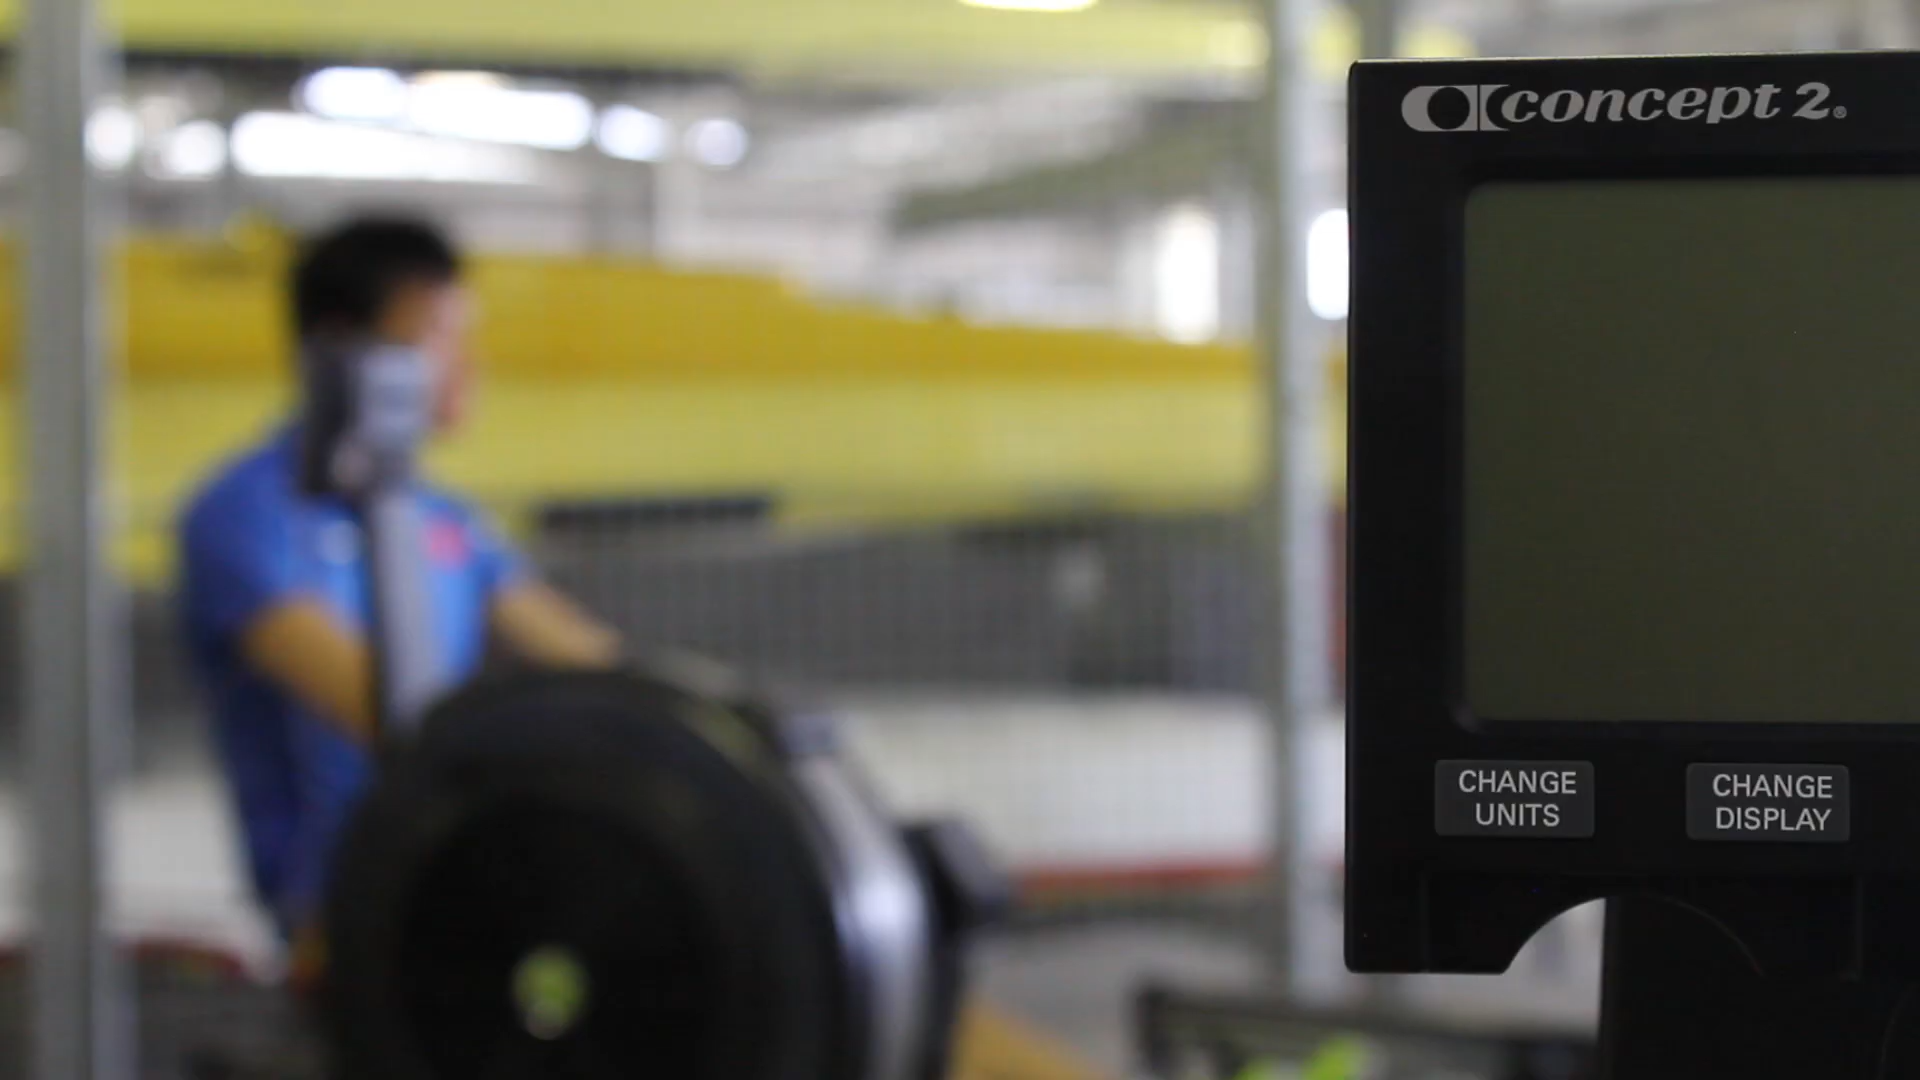 concept 2®
CHANGE
UNITS
CHANGE
DISPLAY